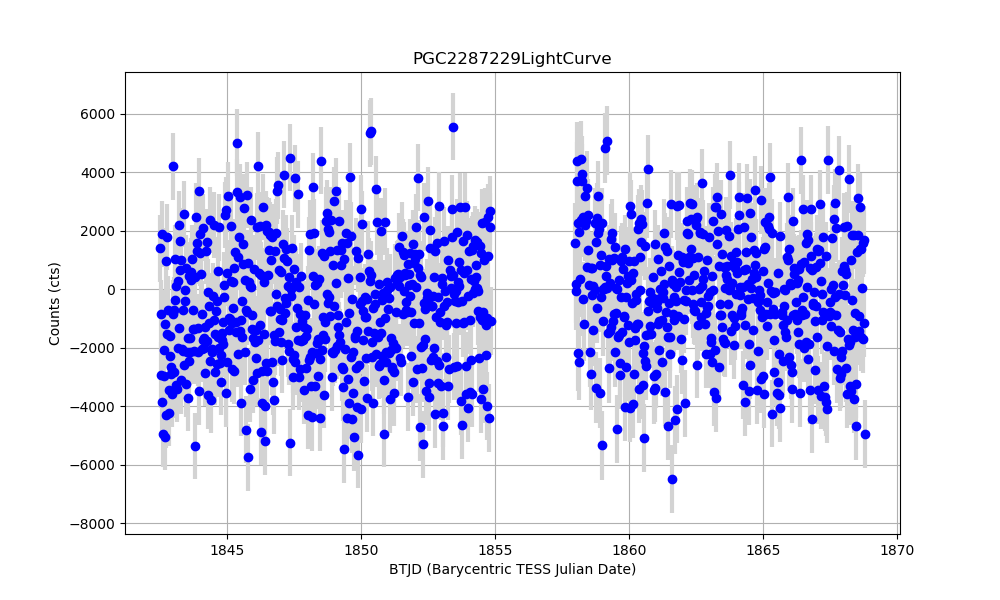 PGC2287229LightCurve
Counts (cts)
6000
4000
2000
0
−2000
−4000
−6000
−8000
1845 1850 1855 1860 1865 1870
BTJD (Barycentric TESS Julian Date)